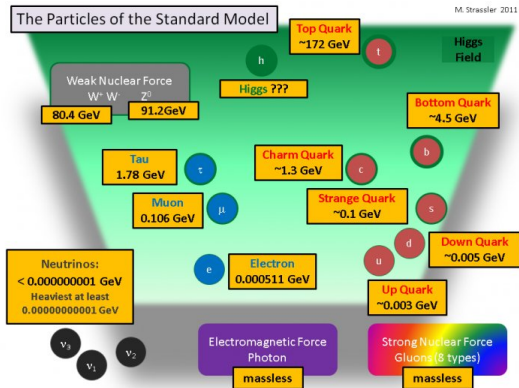 The Particles of the Standard Model
M. Strassler 2011
Top Quark
~172 GeV
t
Higgs
Field
h
Higgs ???
Weak Nuclear Force
W⁺ W⁻ Z⁰
80.4 GeV
91.2GeV
Bottom Quark
~4.5 GeV
b
Tau
1.78 GeV
τ
Charm Quark
~1.3 GeV
c
Muon
0.106 GeV
μ
Strange Quark
~0.1 GeV
s
d
Down Quark
~0.005 GeV
Neutrinos:
< 0.000000001 GeV
Heaviest at least
0.00000000001 GeV
e
Electron
0.000511 GeV
u
Up Quark
~0.003 GeV
ν₃
ν₁
ν₂
Electromagnetic Force
Photon
massless
Strong Nuclear Force
Gluons (8 types)
massless